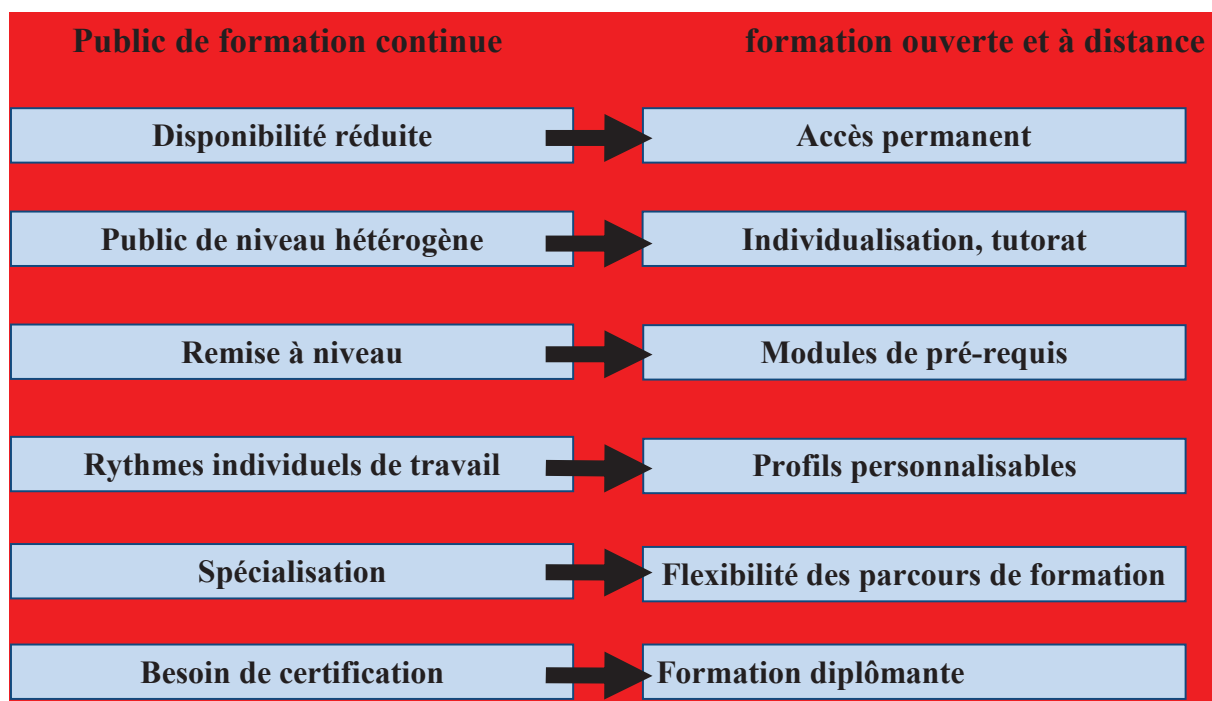 Public de formation continue
formation ouverte et à distance
Disponibilité réduite
Accès permanent
Public de niveau hétérogène
Individualisation, tutorat
Remise à niveau
Modules de pré-requis
Rythmes individuels de travail
Profils personnalisables
Spécialisation
Flexibilité des parcours de formation
Besoin de certification
Formation diplômante